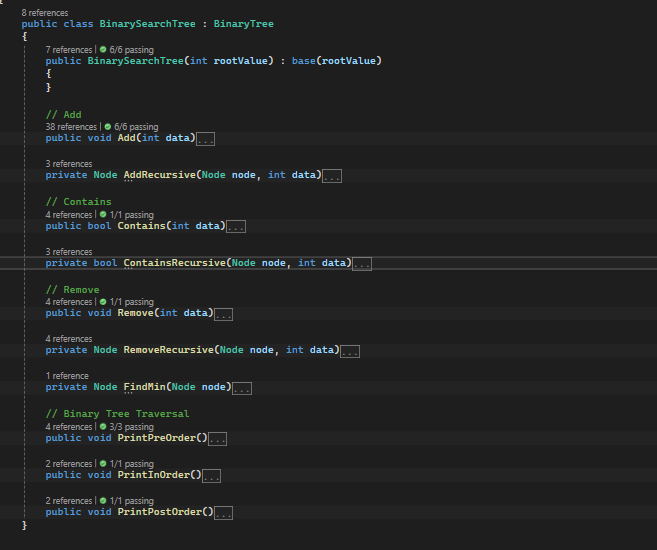 {
8 references
public class BinarySearchTree : BinaryTree
{
7 references | 6/6 passing
public BinarySearchTree(int rootValue) : base(rootValue)
{
}
// Add
38 references | 6/6 passing
public void Add(int data)...
3 references
private Node AddRecursive(Node node, int data)...
// Contains
4 references | 1/1 passing
public bool Contains(int data)...
3 references
private bool ContainsRecursive(Node node, int data)...
// Remove
4 references | 1/1 passing
public void Remove(int data)...
4 references
private Node RemoveRecursive(Node node, int data)...
1 reference
private Node FindMin(Node node)...
// Binary Tree Traversal
4 references | 3/3 passing
public void PrintPreOrder()...
2 references | 1/1 passing
public void PrintInOrder()...
2 references | 1/1 passing
public void PrintPostOrder()...
}